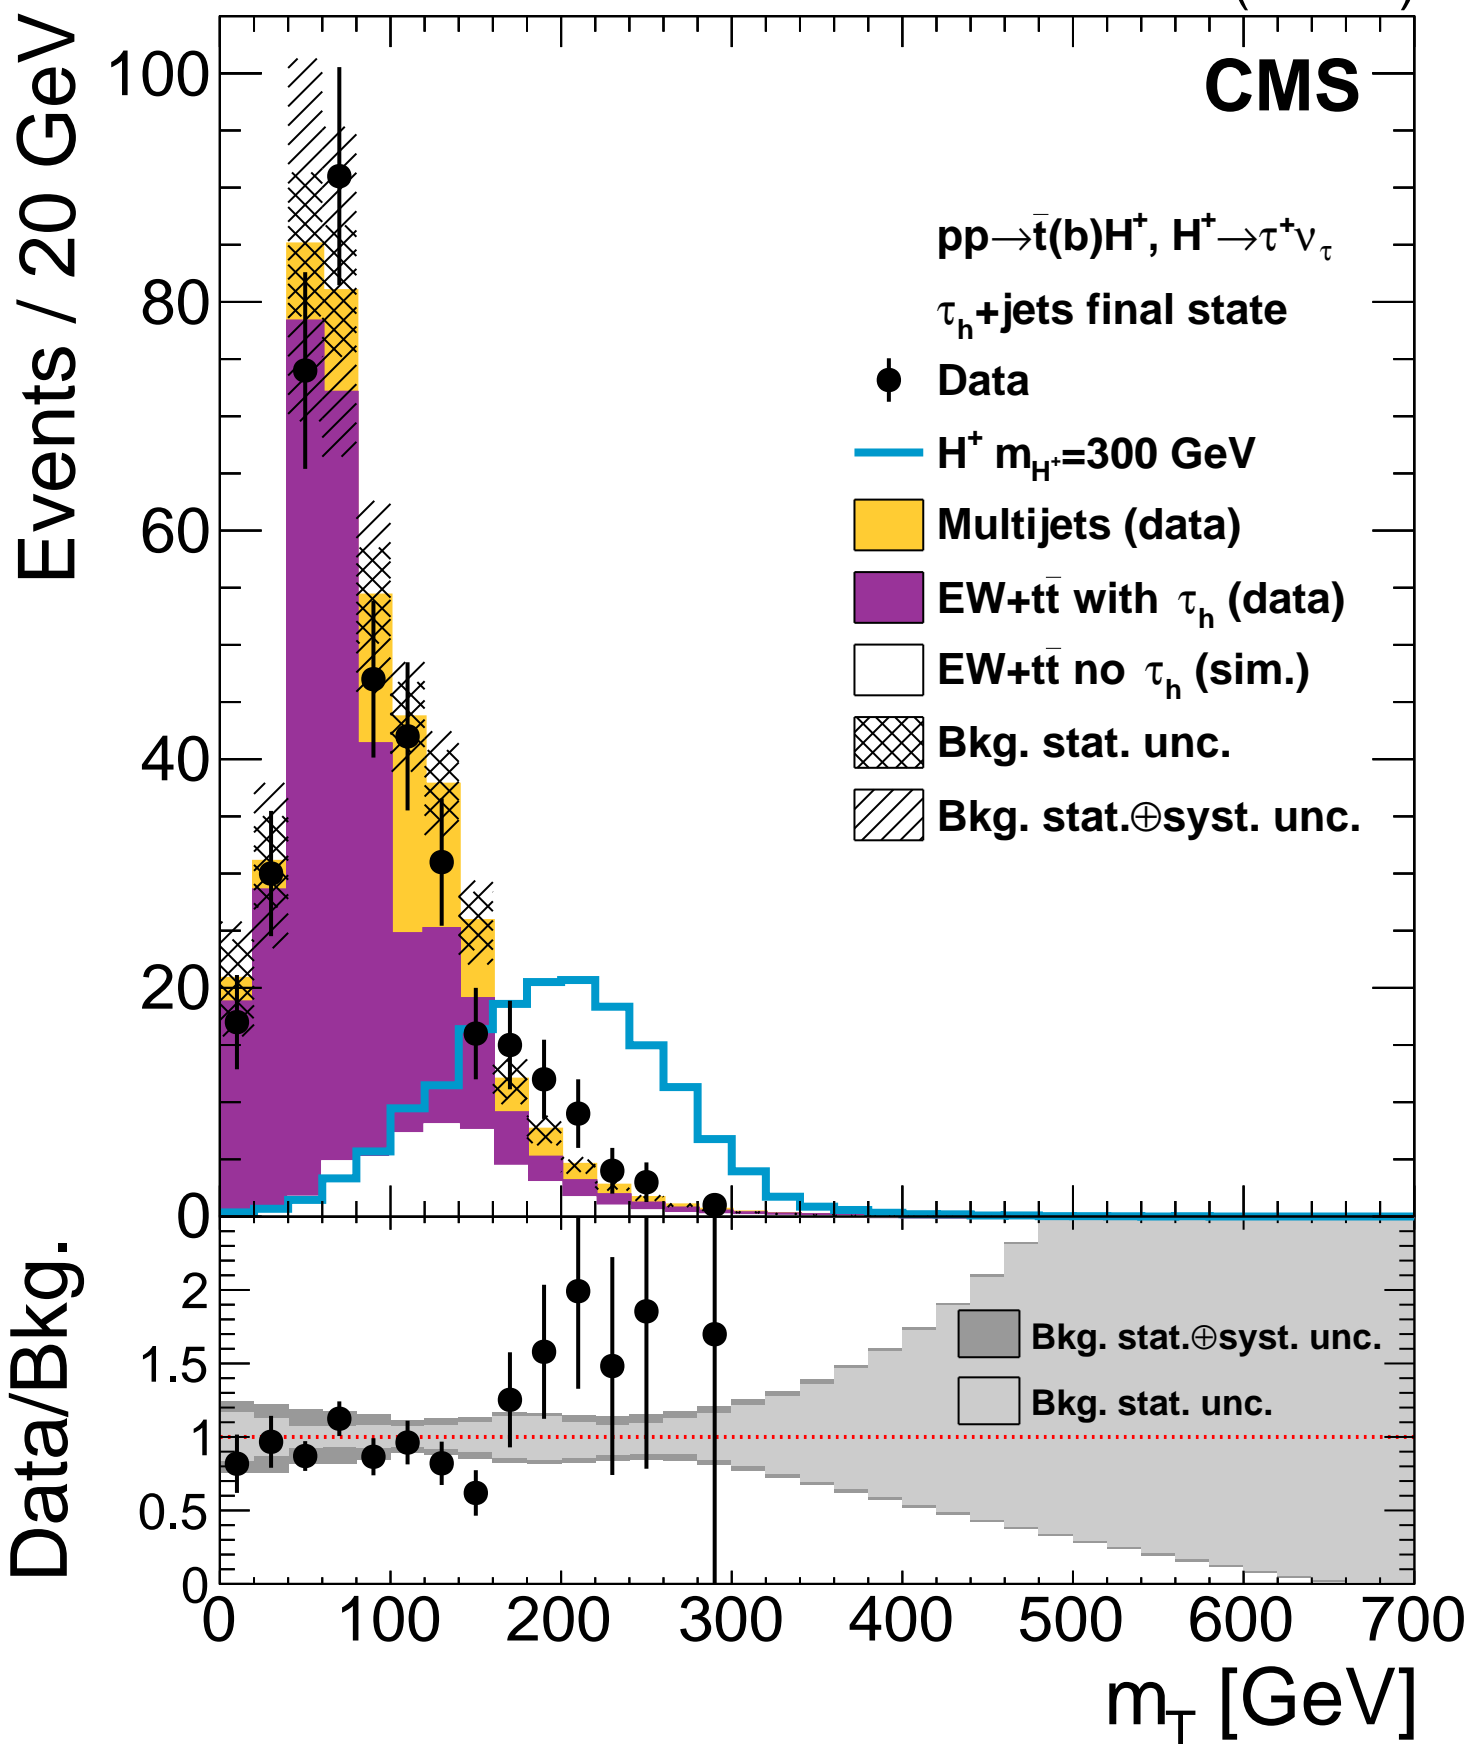 CMS
Events / 20 GeV
100
80
60
40
20
0
pp→t̄(b)H⁺, H⁺→τ⁺ν_τ
τ_h+jets final state
Data
H⁺ m_H⁺=300 GeV
Multijets (data)
EW+tt̄ with τ_h (data)
EW+tt̄ no τ_h (sim.)
Bkg. stat. unc.
Bkg. stat.⊕syst. unc.
Data/Bkg.
2
1.5
1
0.5
0
Bkg. stat.⊕syst. unc.
Bkg. stat. unc.
0 100 200 300 400 500 600 700
m_T [GeV]